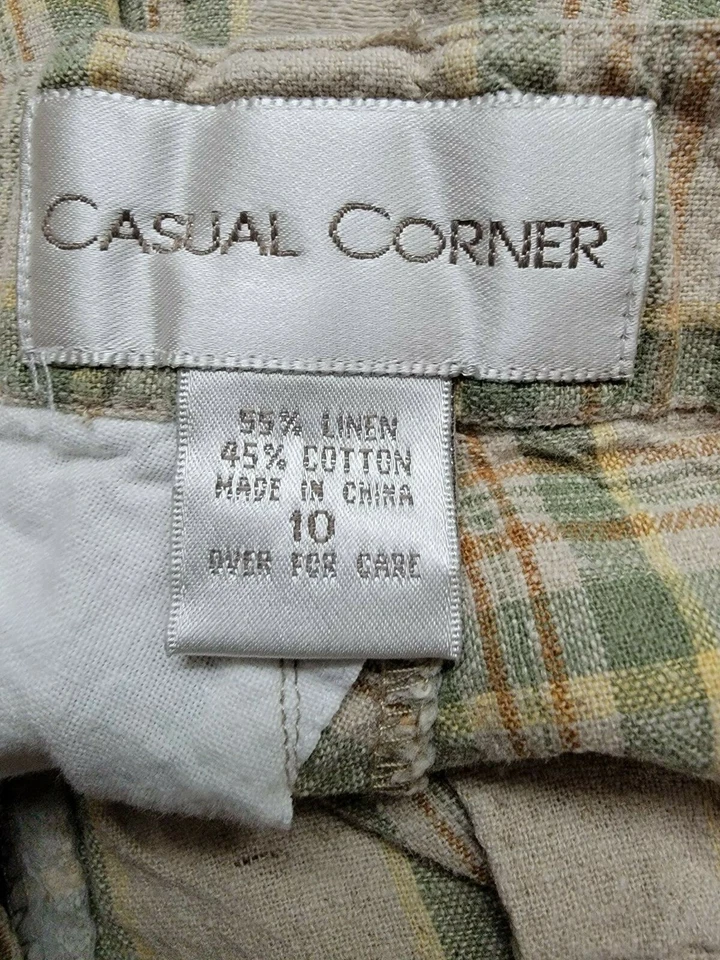 CASUAL CORNER
55% LINEN
45% COTTON
MADE IN CHINA
10
OVER FOR CARE